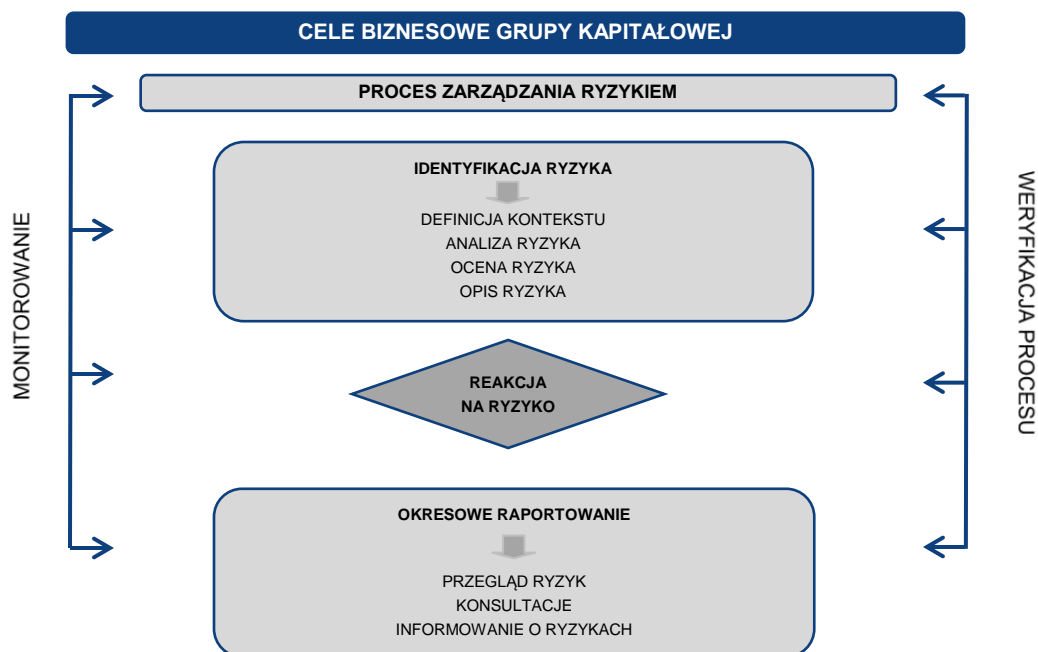 CELE BIZNESOWE GRUPY KAPITAŁOWEJ
PROCES ZARZĄDZANIA RYZYKIEM
IDENTYFIKACJA RYZYKA
DEFINICJA KONTEKSTU
ANALIZA RYZYKA
OCENA RYZYKA
OPIS RYZYKA
MONITOROWANIE
WERYFIKACJA PROCESU
REAKCJA
NA RYZYKO
OKRESOWE RAPORTOWANIE
PRZEGLĄD RYZYK
KONSULTACJE
INFORMOWANIE O RYZYKACH